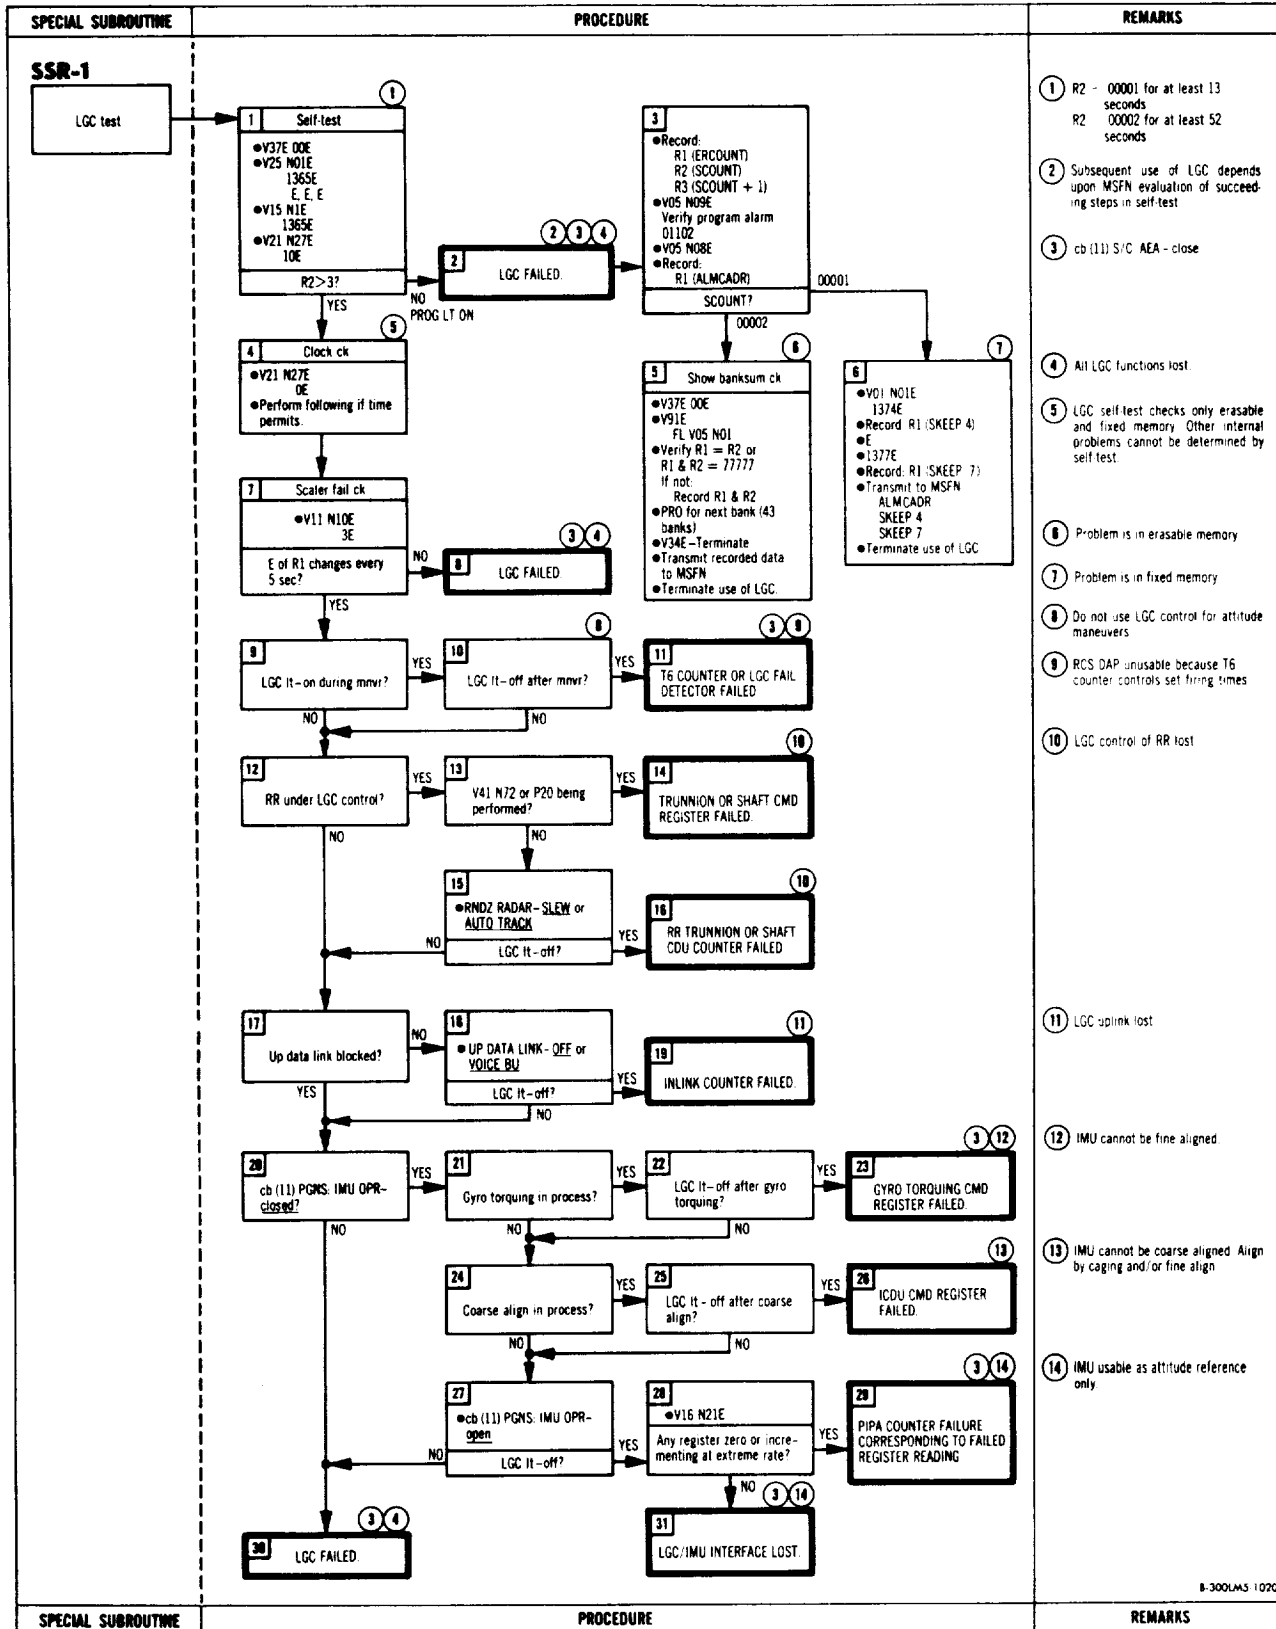 SPECIAL SUBROUTINE
PROCEDURE
REMARKS
SSR-1
LGC test
1
1 Self-test
●V37E 00E
●V25 N01E
1365E
E, E, E
●V15 N1E
1365E
●V21 N27E
10E
R2>3?
YES
NO
PROG LT ON
2 3 4
2
LGC FAILED.
3
●Record:
R1 (ERCOUNT)
R2 (SCOUNT)
R3 (SCOUNT + 1)
●V05 N09E
Verify program alarm
01102
●V05 N08E
●Record:
R1 (ALMCADR)
SCOUNT?
00001
00002
5
4 Clock ck
●V21 N27E
0E
●Perform following if time
permits.
6
5 Show banksum ck
●V37E 00E
●V91E
FL V05 N01
●Verify R1 = R2 or
R1 & R2 = 77777
If not:
Record R1 & R2
●PRO for next bank (43
banks)
●V34E-Terminate
●Transmit recorded data
to MSFN
●Terminate use of LGC.
7
6
●V01 N01E
1374E
●Record R1 (SKEEP 4)
●E
●1377E
●Record: R1 (SKEEP 7)
●Transmit to MSFN
ALMCADR
SKEEP 4
SKEEP 7
●Terminate use of LGC
7 Scaler fail ck
●V11 N10E
3E
E of R1 changes every
5 sec?
NO
YES
3 4
8
LGC FAILED.
9
LGC lt-on during mnvr?
YES
NO
8
10
LGC lt-off after mnvr?
YES
NO
3 9
11
T6 COUNTER OR LGC FAIL
DETECTOR FAILED
12
RR under LGC control?
YES
NO
13
V41 N72 or P20 being
performed?
YES
NO
10
14
TRUNNION OR SHAFT CMD
REGISTER FAILED.
15
●RNDZ RADAR-SLEW or
AUTO TRACK
LGC lt-off?
NO
YES
10
16
RR TRUNNION OR SHAFT
CDU COUNTER FAILED
17
Up data link blocked?
NO
YES
18
● UP DATA LINK-OFF or
VOICE BU
LGC lt-off?
YES
NO
11
19
INLINK COUNTER FAILED.
20
cb (11) PGNS: IMU OPR-
closed?
YES
NO
21
Gyro torquing in process?
YES
NO
22
LGC lt-off after gyro
torquing?
YES
NO
3 12
23
GYRO TORQUING CMD
REGISTER FAILED.
24
Coarse align in process?
YES
NO
25
LGC lt-off after coarse
align?
YES
NO
13
26
ICDU CMD REGISTER
FAILED.
27
●cb (11) PGNS: IMU OPR-
open
LGC lt-off?
NO
YES
28
●V16 N21E
Any register zero or incre-
menting at extreme rate?
YES
NO
3 14
29
PIPA COUNTER FAILURE
CORRESPONDING TO FAILED
REGISTER READING
3 4
30
LGC FAILED.
3 14
31
LGC/IMU INTERFACE LOST.
1 R2 - 00001 for at least 13
seconds
R2 00002 for at least 52
seconds
2 Subsequent use of LGC depends
upon MSFN evaluation of succeed-
ing steps in self-test
3 cb (11) S/C AEA - close
4 All LGC functions lost.
5 LGC self-test checks only erasable
and fixed memory. Other internal
problems cannot be determined by
self test.
6 Problem is in erasable memory
7 Problem is in fixed memory
8 Do not use LGC control for attitude
maneuvers
9 RCS DAP unusable because T6
counter controls set firing times
10 LGC control of RR lost
11 LGC uplink lost
12 IMU cannot be fine aligned.
13 IMU cannot be coarse aligned. Align
by caging and/or fine align
14 IMU usable as attitude reference
only.
B-300LM5-1020
SPECIAL SUBROUTINE
PROCEDURE
REMARKS